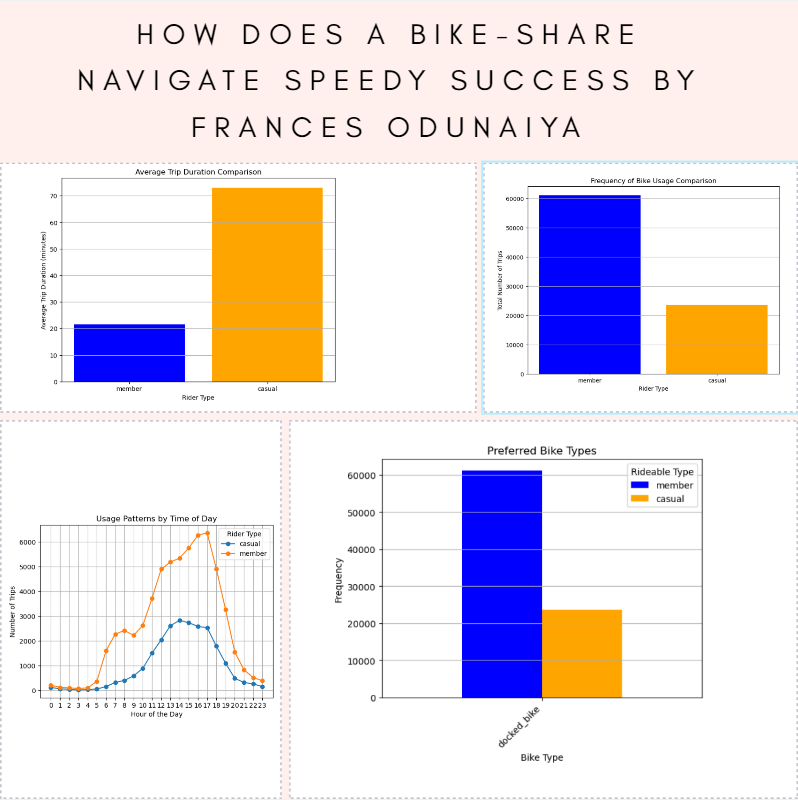 HOW DOES A BIKE-SHARE
NAVIGATE SPEEDY SUCCESS BY
FRANCES ODUNAIYA
Average Trip Duration Comparison
Average Trip Duration (minutes)
70
60
50
40
30
20
10
0
member casual
Rider Type
Frequency of Bike Usage Comparison
Total Number of Trips
60000
50000
40000
30000
20000
10000
0
member casual
Rider Type
Usage Patterns by Time of Day
Rider Type
casual
member
Number of Trips
6000
5000
4000
3000
2000
1000
0
0 1 2 3 4 5 6 7 8 9 10 11 12 13 14 15 16 17 18 19 20 21 22 23
Hour of the Day
Preferred Bike Types
Rideable Type
member
casual
Frequency
60000
50000
40000
30000
20000
10000
0
docked_bike
Bike Type